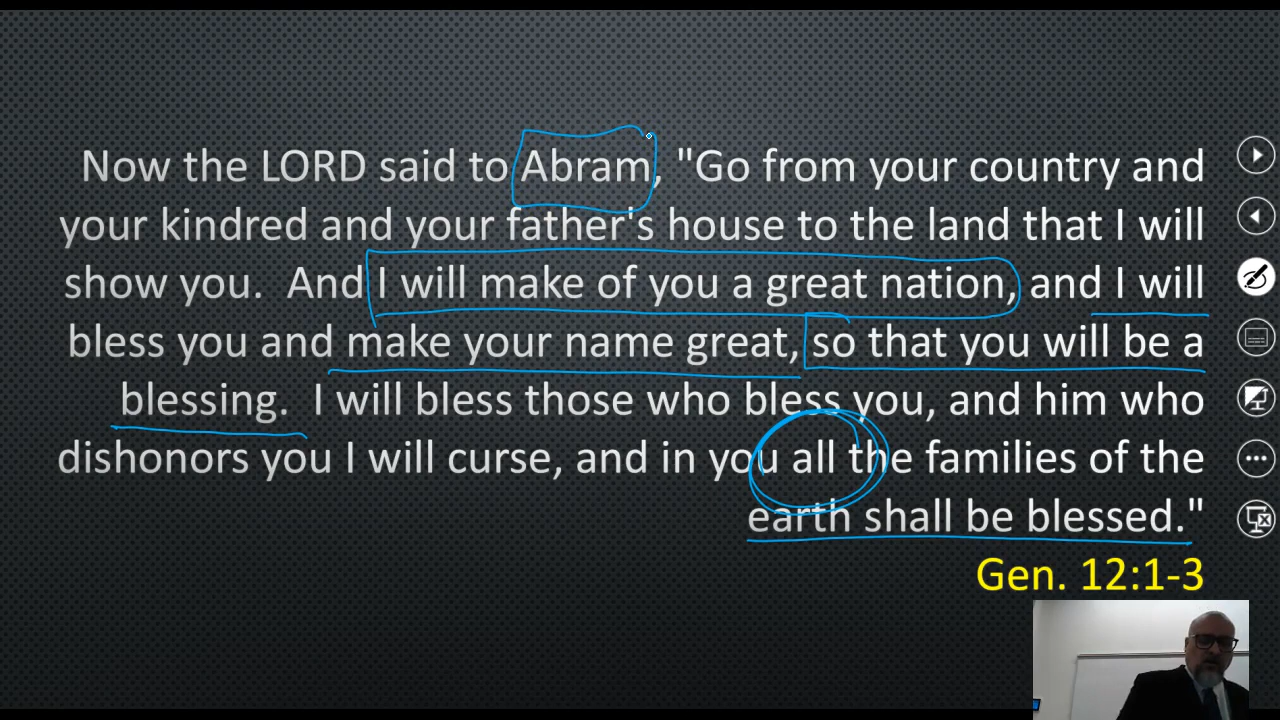 Now the LORD said to Abram, "Go from your country and
your kindred and your father's house to the land that I will
show you.  And I will make of you a great nation, and I will
bless you and make your name great, so that you will be a
blessing.  I will bless those who bless you, and him who
dishonors you I will curse, and in you all the families of the
earth shall be blessed."
Gen. 12:1-3